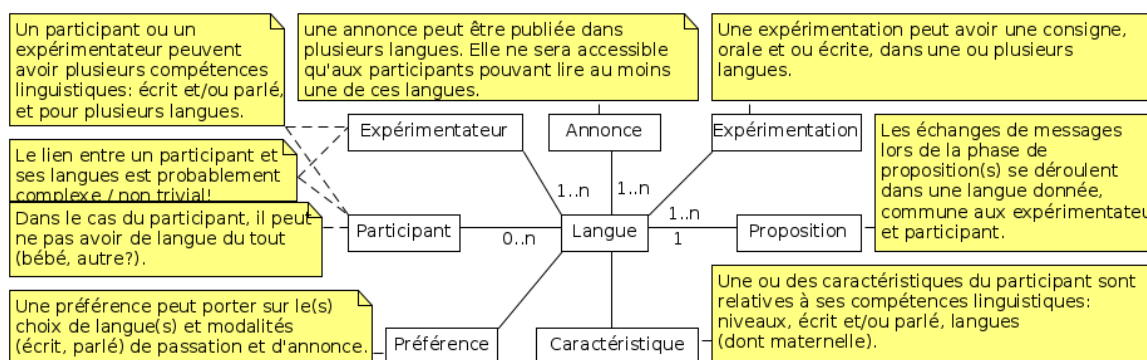 Un participant ou un
expérimentateur peuvent
avoir plusieurs compétences
linguistiques: écrit et/ou parlé,
et pour plusieurs langues.
une annonce peut être publiée dans
plusieurs langues. Elle ne sera accessible
qu'aux participants pouvant lire au moins
une de ces langues.
Une expérimentation peut avoir une consigne,
orale et ou écrite, dans une ou plusieurs
langues.
Expérimentateur
Annonce
Expérimentation
Le lien entre un participant et
ses langues est probablement
complexe / non trivial!
Les échanges de messages
lors de la phase de
proposition(s) se déroulent
dans une langue donnée,
commune aux expérimentateu
et participant.
1..n
1..n
1..n
Dans le cas du participant, il peut
ne pas avoir de langue du tout
(bébé, autre?).
Participant
0..n
Langue
1
Proposition
Une préférence peut porter sur le(s)
choix de langue(s) et modalités
(écrit, parlé) de passation et d'annonce.
Préférence
Caractéristique
Une ou des caractéristiques du participant sont
relatives à ses compétences linguistiques:
niveaux, écrit et/ou parlé, langues
(dont maternelle).